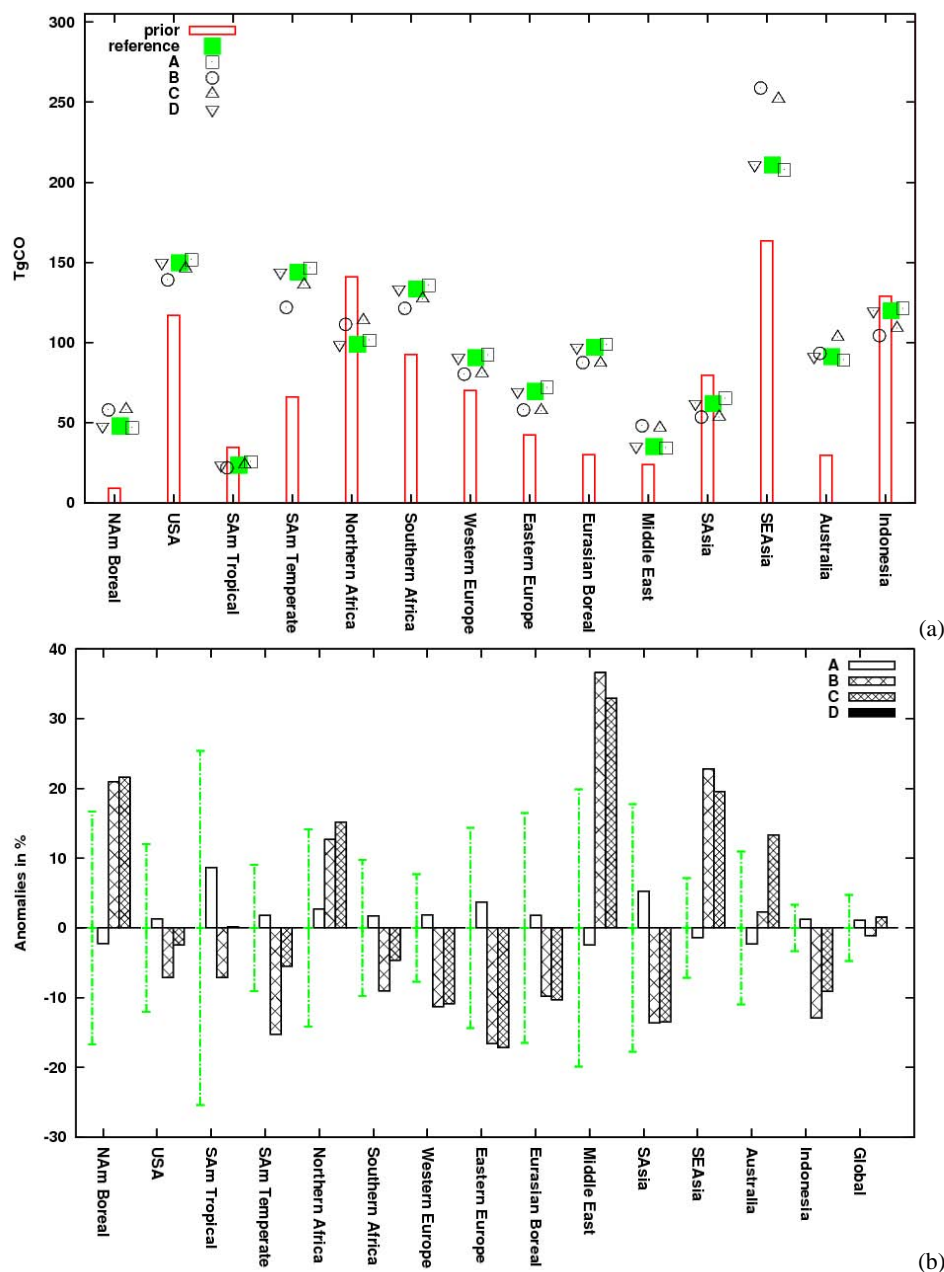 300
250
200
150
100
50
0
TgCO
prior
reference
A
B
C
D
NAm Boreal
USA
SAm Tropical
SAm Temperate
Northern Africa
Southern Africa
Western Europe
Eastern Europe
Eurasian Boreal
Middle East
SAsia
SEAsia
Australia
Indonesia
(a)
40
30
20
10
0
-10
-20
-30
Anomalies in %
A
B
C
D
NAm Boreal
USA
SAm Tropical
SAm Temperate
Northern Africa
Southern Africa
Western Europe
Eastern Europe
Eurasian Boreal
Middle East
SAsia
SEAsia
Australia
Indonesia
Global
(b)